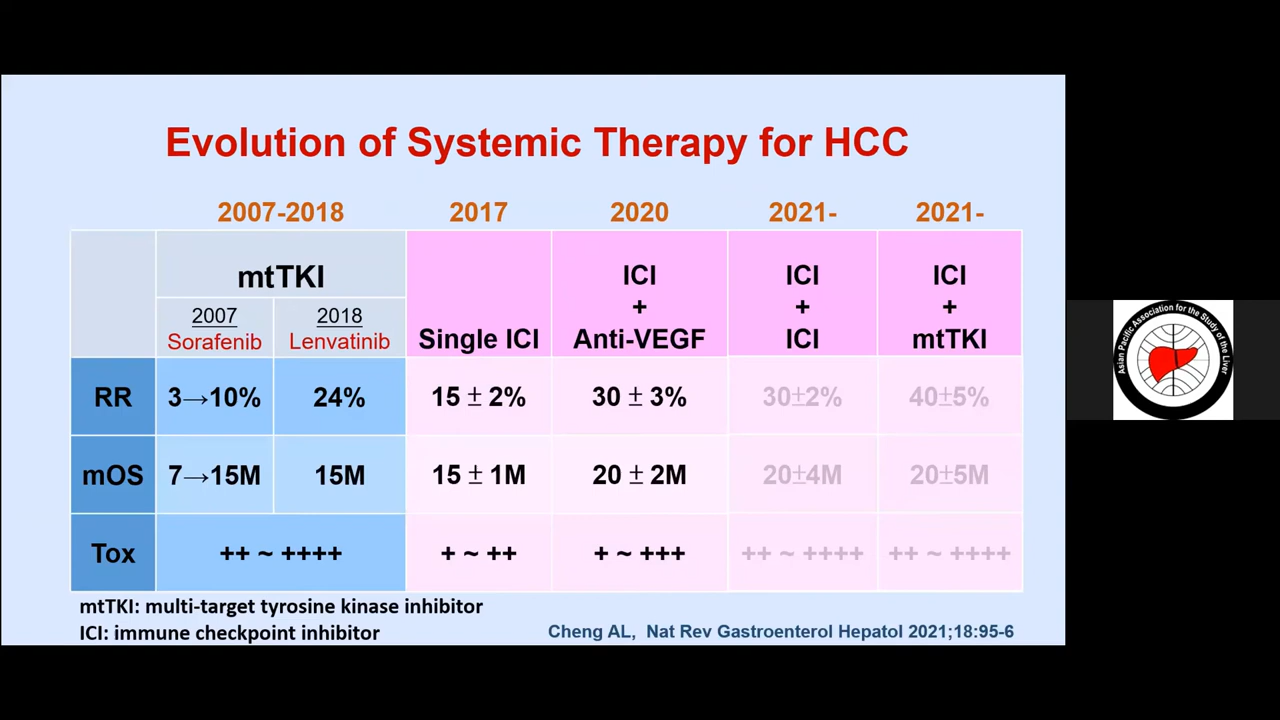 Evolution of Systemic Therapy for HCC
2007-2018 2017 2020 2021- 2021-
mtTKI
2007 Sorafenib
2018 Lenvatinib
Single ICI
ICI + Anti-VEGF
ICI + ICI
ICI + mtTKI
RR 3→10% 24% 15 ± 2% 30 ± 3% 30±2% 40±5%
mOS 7→15M 15M 15 ± 1M 20 ± 2M 20±4M 20±5M
Tox ++ ~ ++++ + ~ ++ + ~ +++ ++ ~ ++++ ++ ~ ++++
mtTKI: multi-target tyrosine kinase inhibitor
ICI: immune checkpoint inhibitor
Cheng AL, Nat Rev Gastroenterol Hepatol 2021;18:95-6
Asian Pacific Association for the Study of the Liver